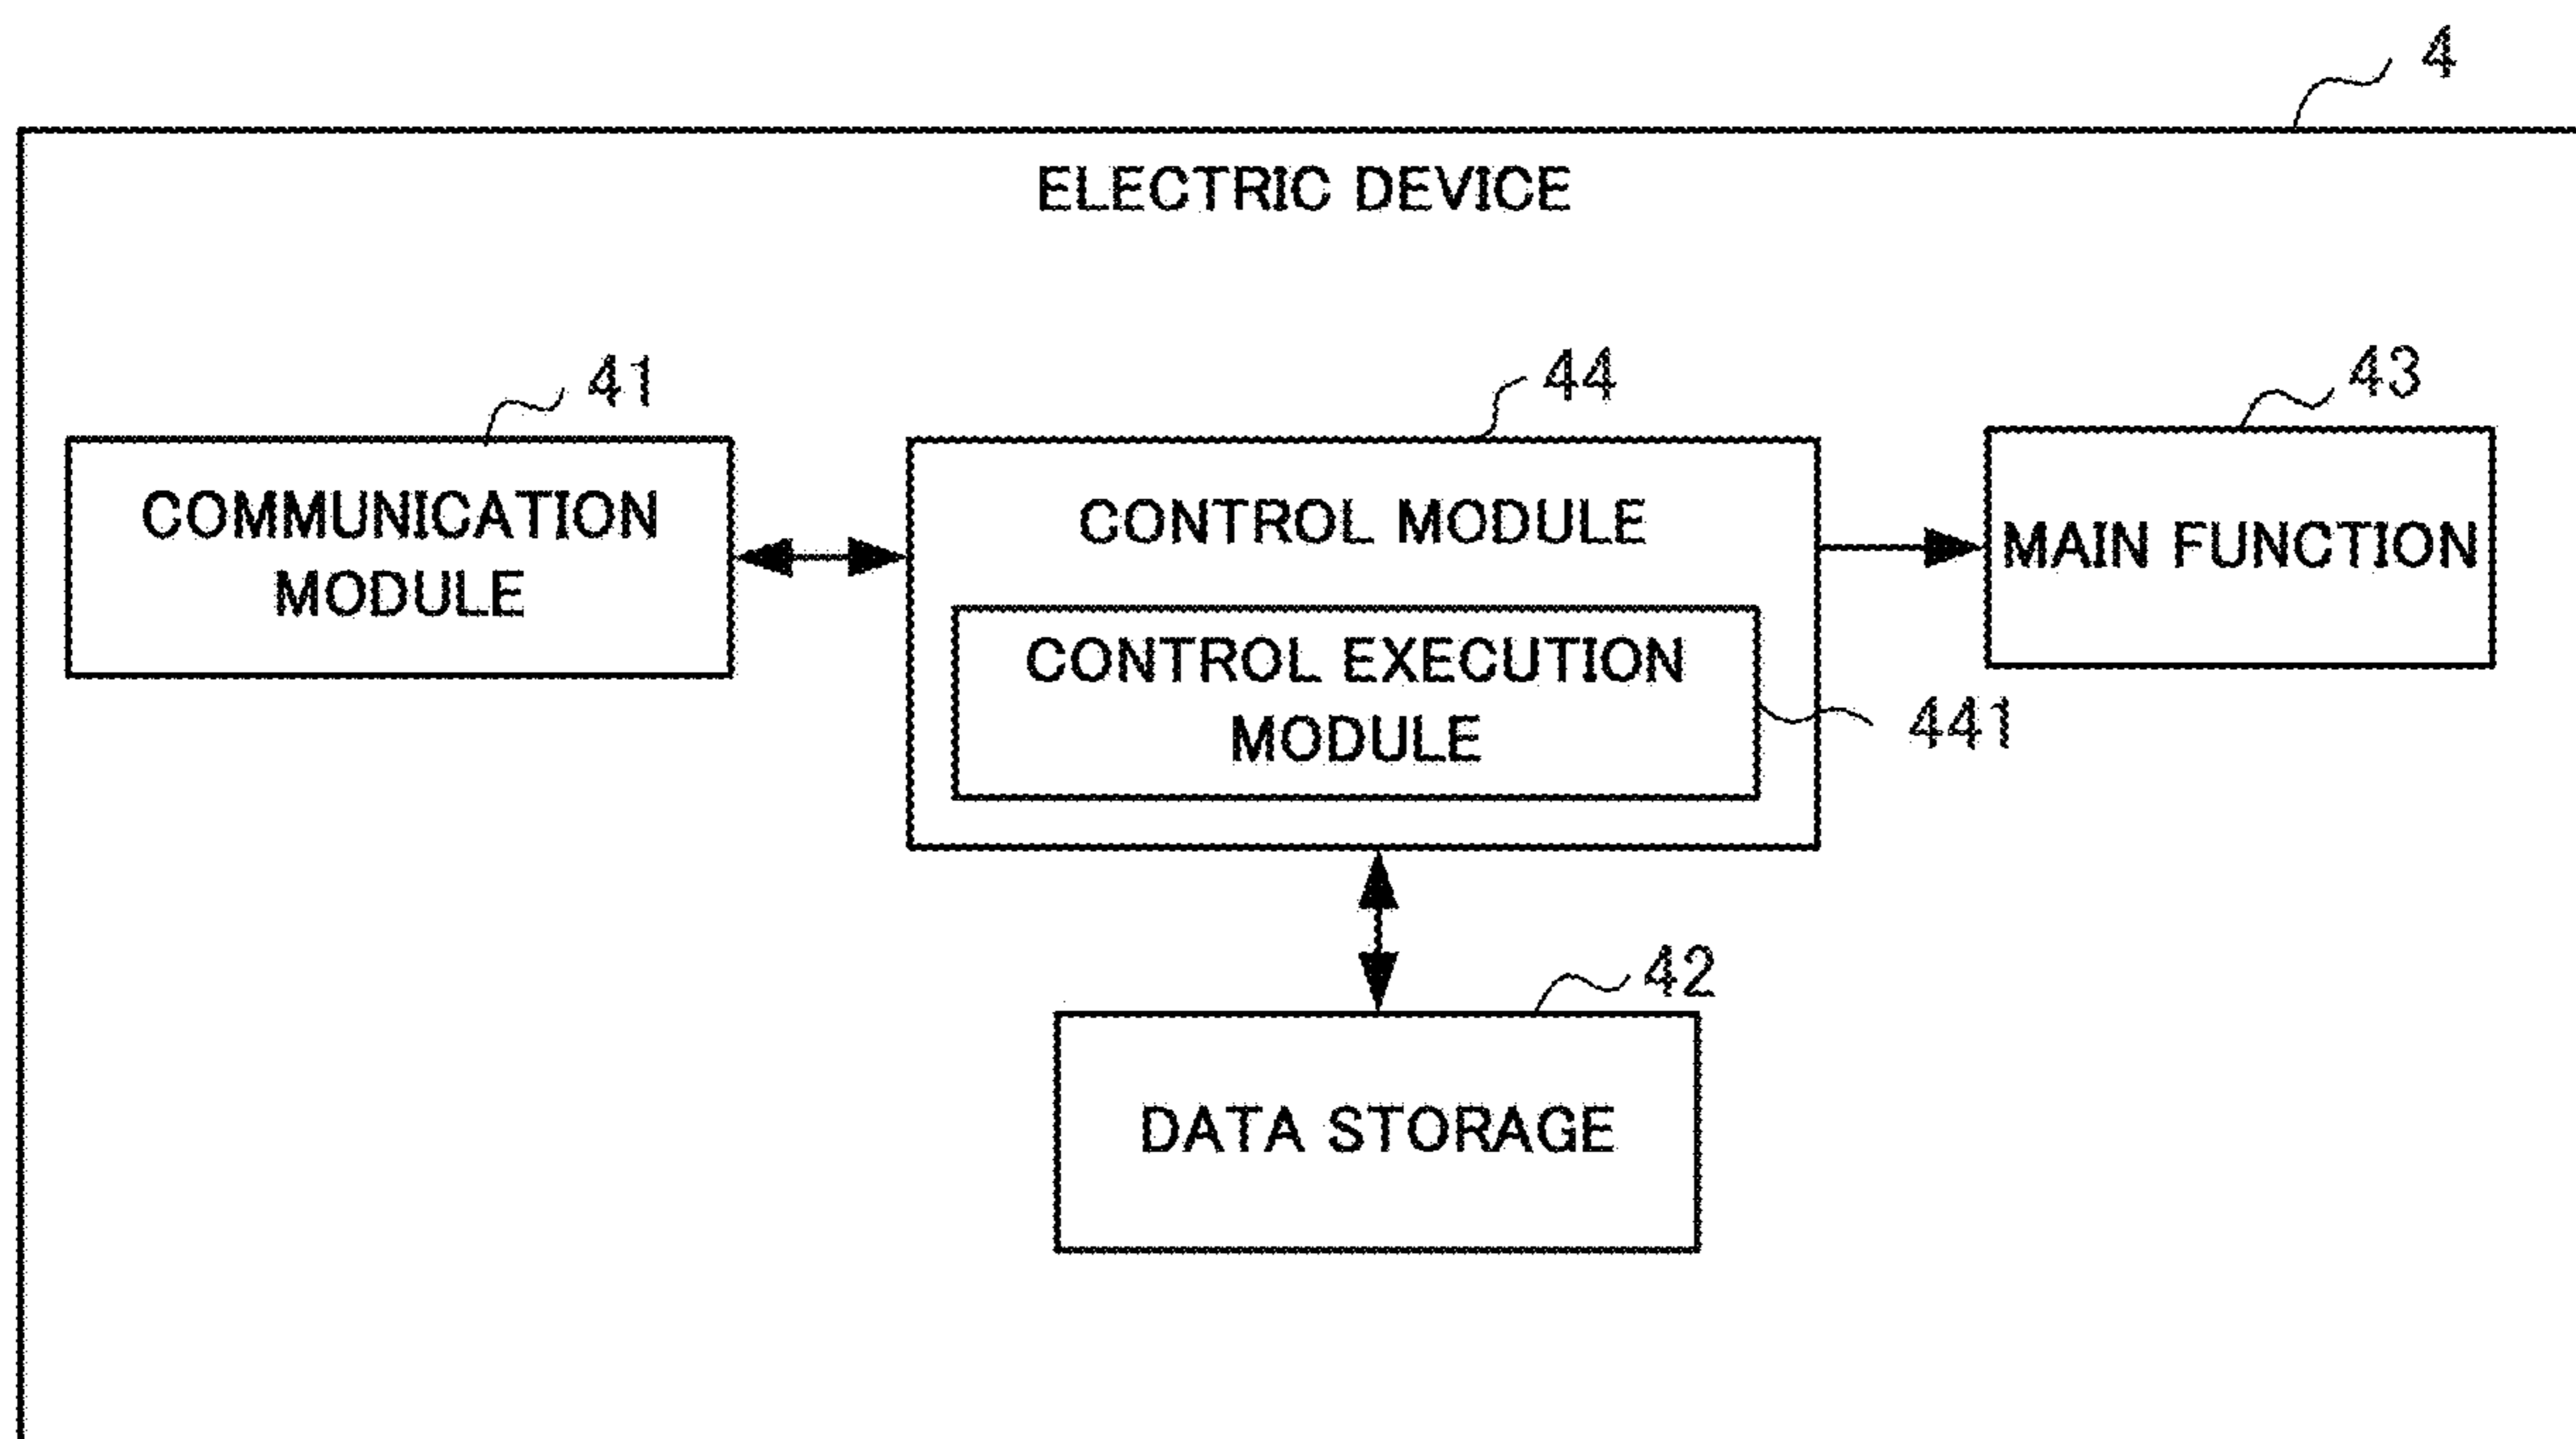 4
ELECTRIC DEVICE
41
44
43
COMMUNICATION
MODULE
CONTROL MODULE
MAIN FUNCTION
CONTROL EXECUTION
MODULE
441
42
DATA STORAGE